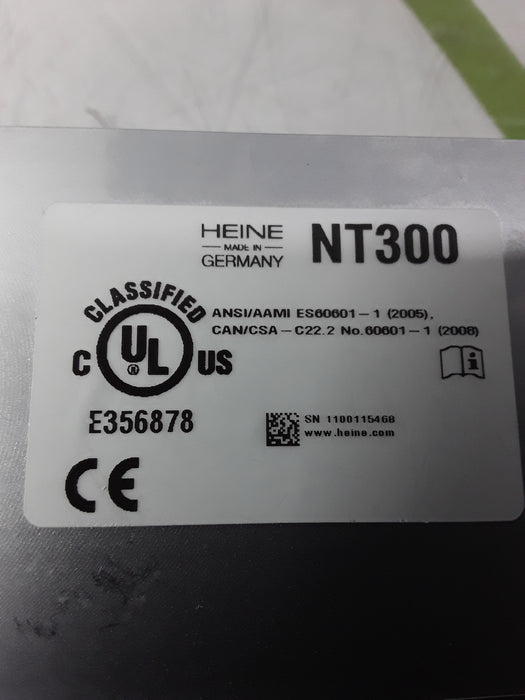 HEINE
MADE IN
GERMANY
NT300
CLASSIFIED
C UL US
®
ANSI/AAMI ES60601-1 (2005),
CAN/CSA-C22.2 No.60601-1 (2008)
i
E356878
SN 1100115468
www.heine.com
CE